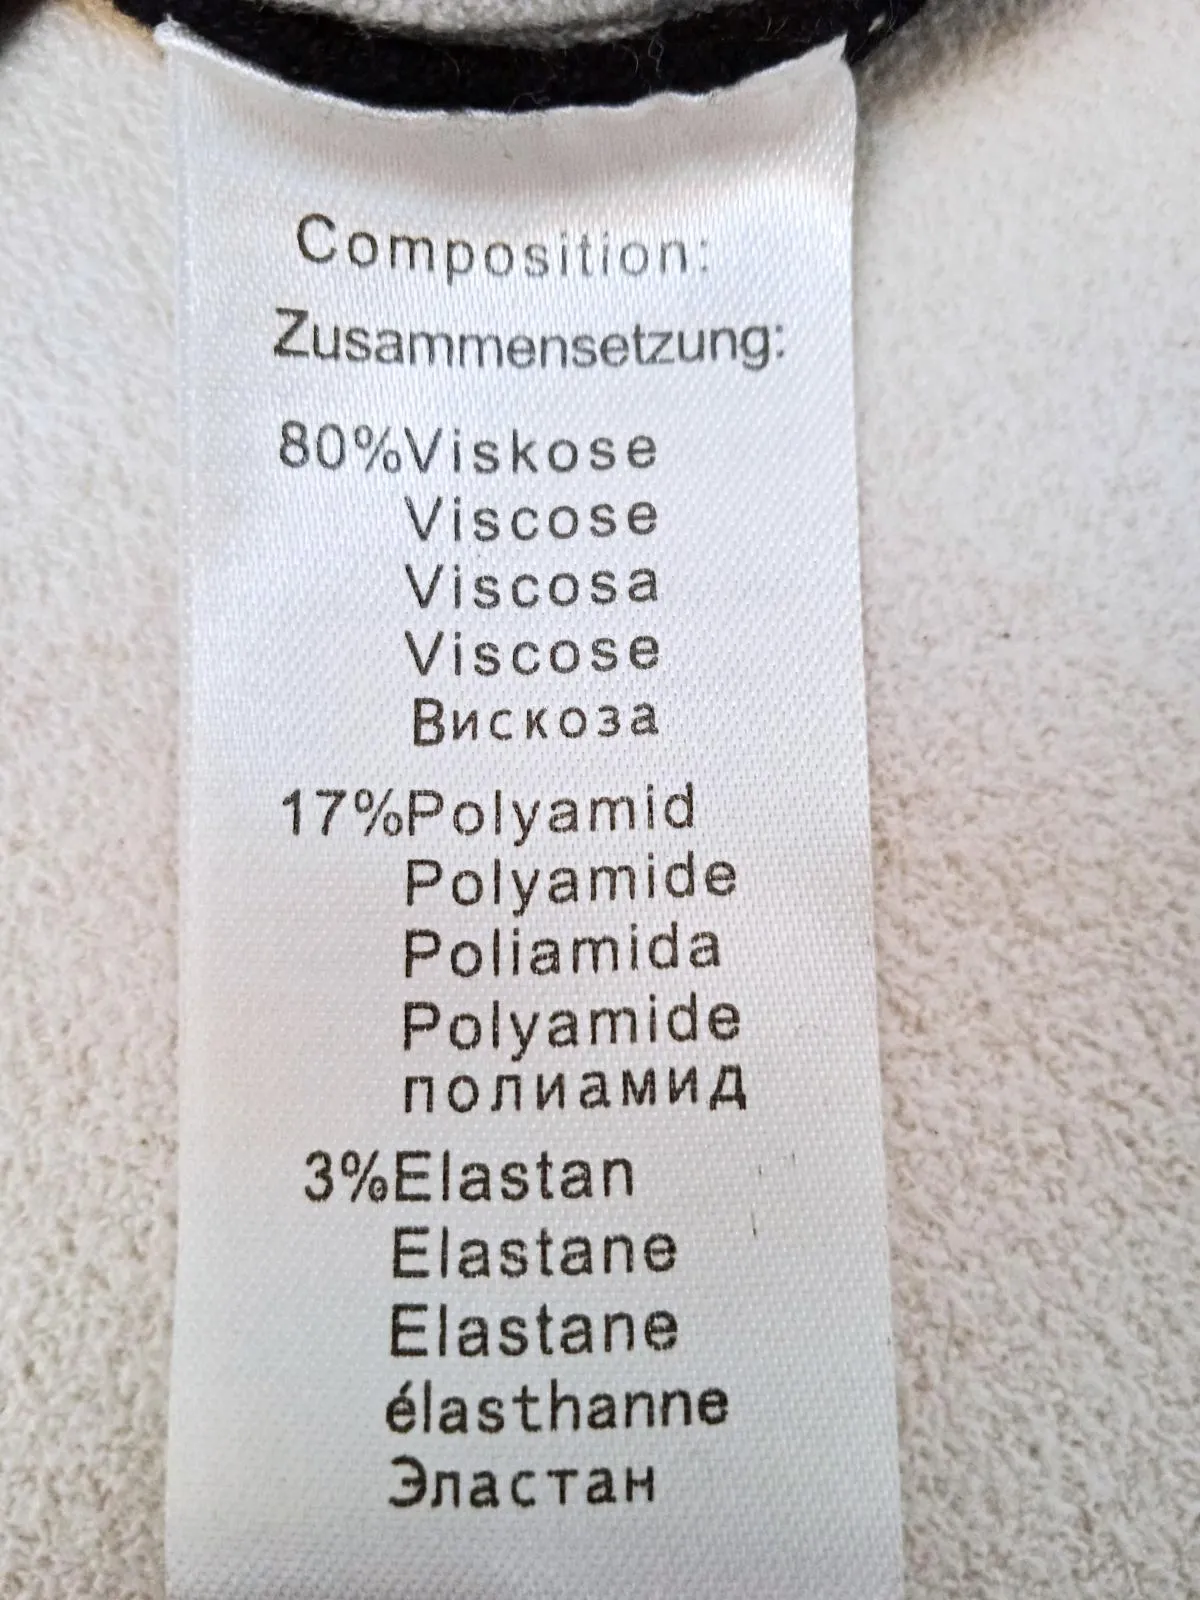 Composition:
Zusammensetzung:
80%Viskose
Viscose
Viscosa
Viscose
Вискоза
17%Polyamid
Polyamide
Poliamida
Polyamide
полиамид
3%Elastan
Elastane
Elastane
élasthanne
Эластан